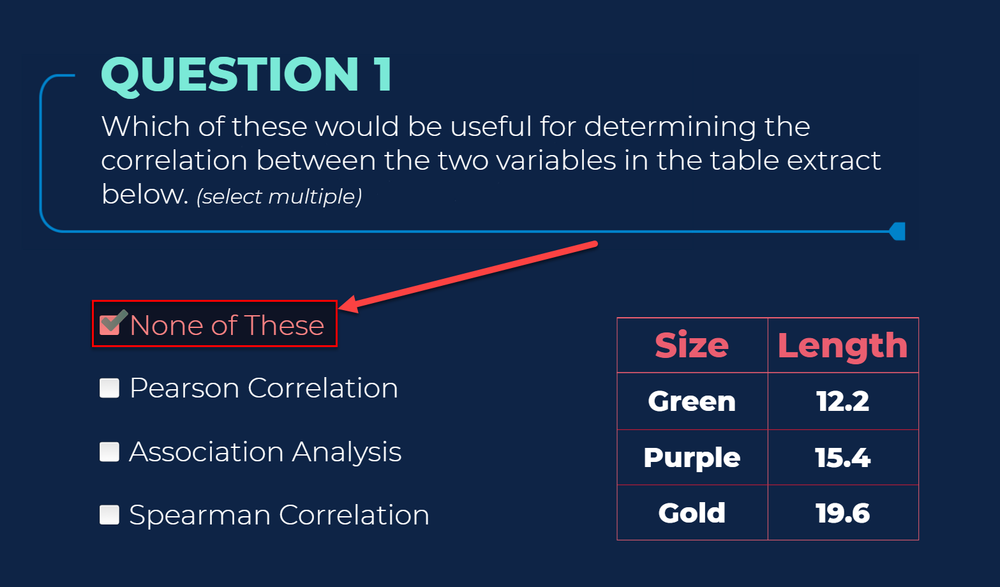 QUESTION 1
Which of these would be useful for determining the
correlation between the two variables in the table extract
below. (select multiple)
None of These
Pearson Correlation
Association Analysis
Spearman Correlation
Size Length
Green 12.2
Purple 15.4
Gold 19.6